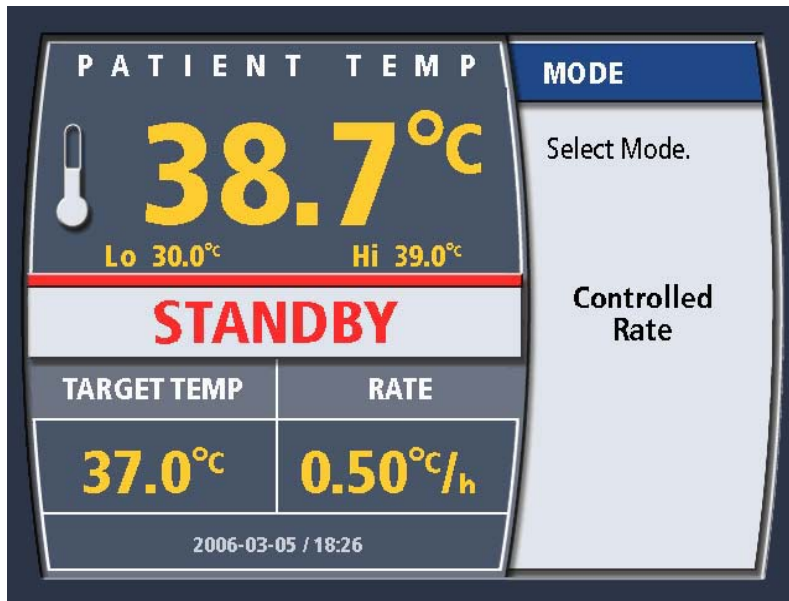 PATIENT TEMP
38.7°C
Lo 30.0°C Hi 39.0°C
STANDBY
TARGET TEMP RATE
37.0°C 0.50°C/h
2006-03-05 / 18:26
MODE
Select Mode.
Controlled
Rate